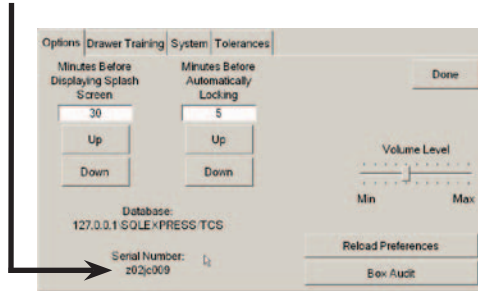 Options Drawer Training System Tolerances
Minutes Before
Displaying Splash
Screen
30
Up
Down
Minutes Before
Automatically
Locking
5
Up
Down
Done
Volume Level
Min Max
Database:
127.0.0.1\SQLEXPRESS/TCS
Serial Number:
z02jc009
Reload Preferences
Box Audit